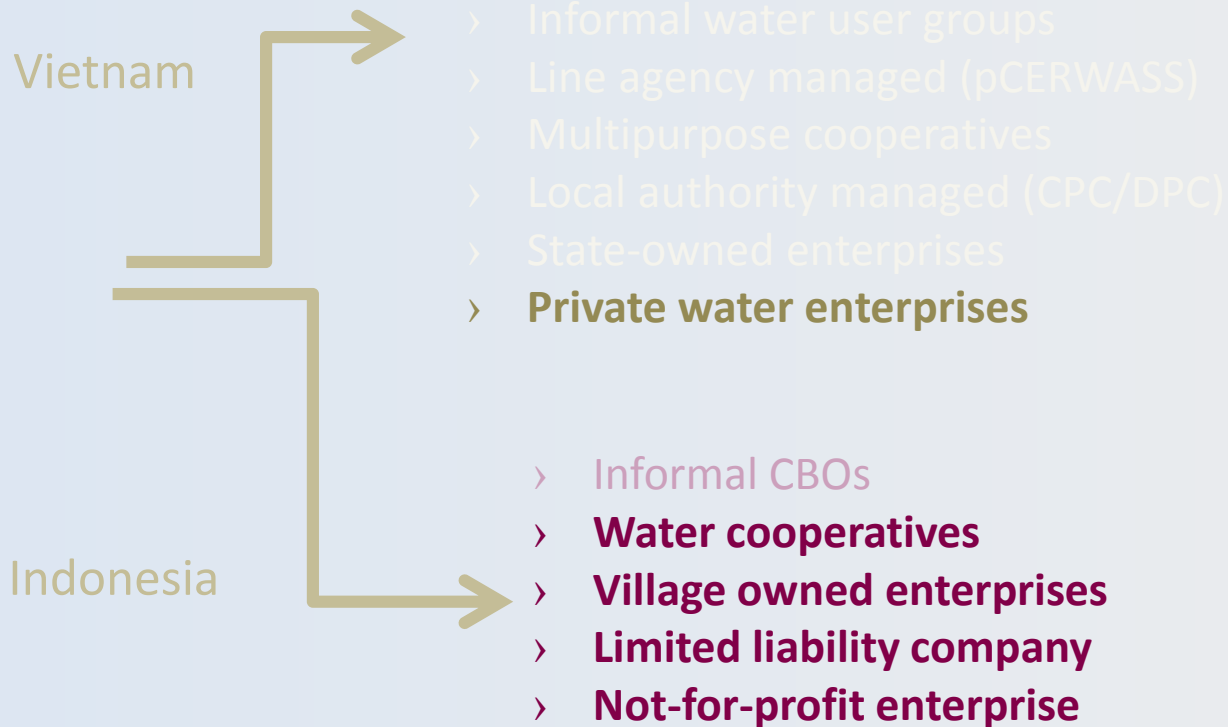 Vietnam
› Informal water user groups
› Line agency managed (pCERWASS)
› Multipurpose cooperatives
› Local authority managed (CPC/DPC)
› State-owned enterprises
› Private water enterprises
Indonesia
› Informal CBOs
› Water cooperatives
› Village owned enterprises
› Limited liability company
› Not-for-profit enterprise